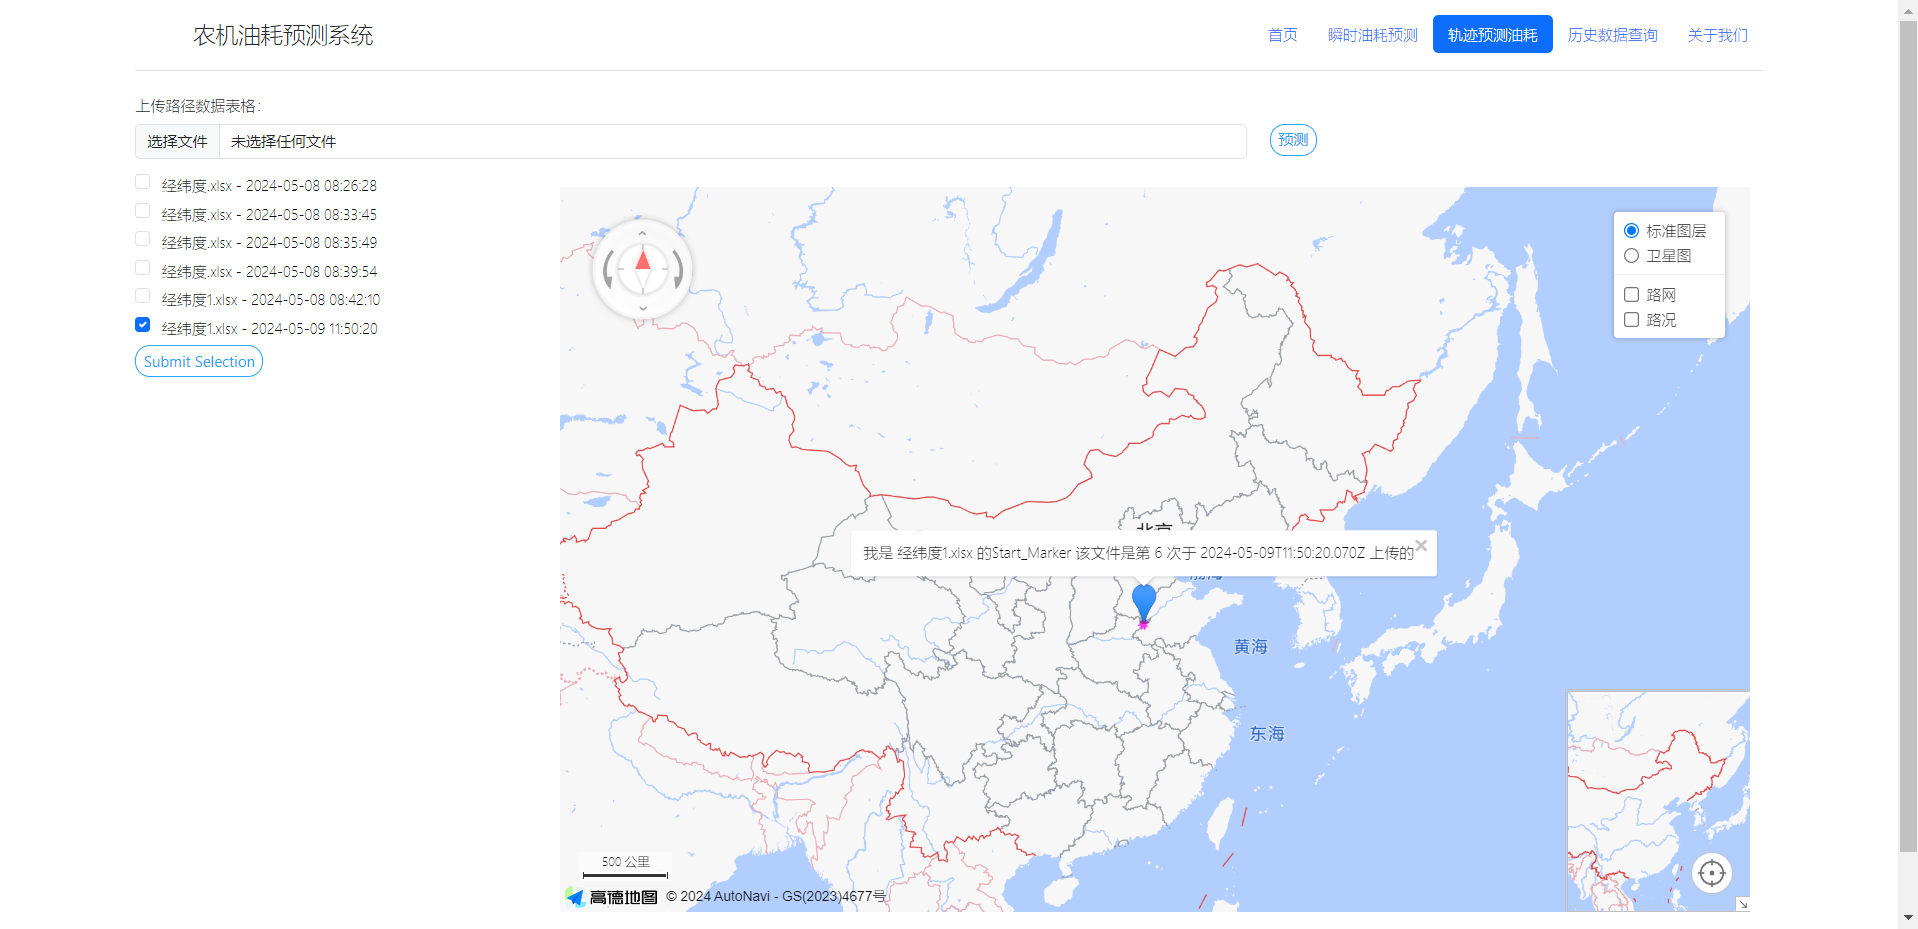 农机油耗预测系统
首页
瞬时油耗预测
轨迹预测油耗
历史数据查询
关于我们
上传路径数据表格:
选择文件
未选择任何文件
预测
经纬度.xlsx - 2024-05-08 08:26:28
经纬度.xlsx - 2024-05-08 08:33:45
经纬度.xlsx - 2024-05-08 08:35:49
经纬度.xlsx - 2024-05-08 08:39:54
经纬度1.xlsx - 2024-05-08 08:42:10
经纬度1.xlsx - 2024-05-09 11:50:20
Submit Selection
标准图层
卫星图
路网
路况
北京
我是 经纬度1.xlsx 的Start_Marker 该文件是第 6 次于 2024-05-09T11:50:20.070Z 上传的
渤海
黄海
东海
500 公里
高德地图
© 2024 AutoNavi - GS(2023)4677号